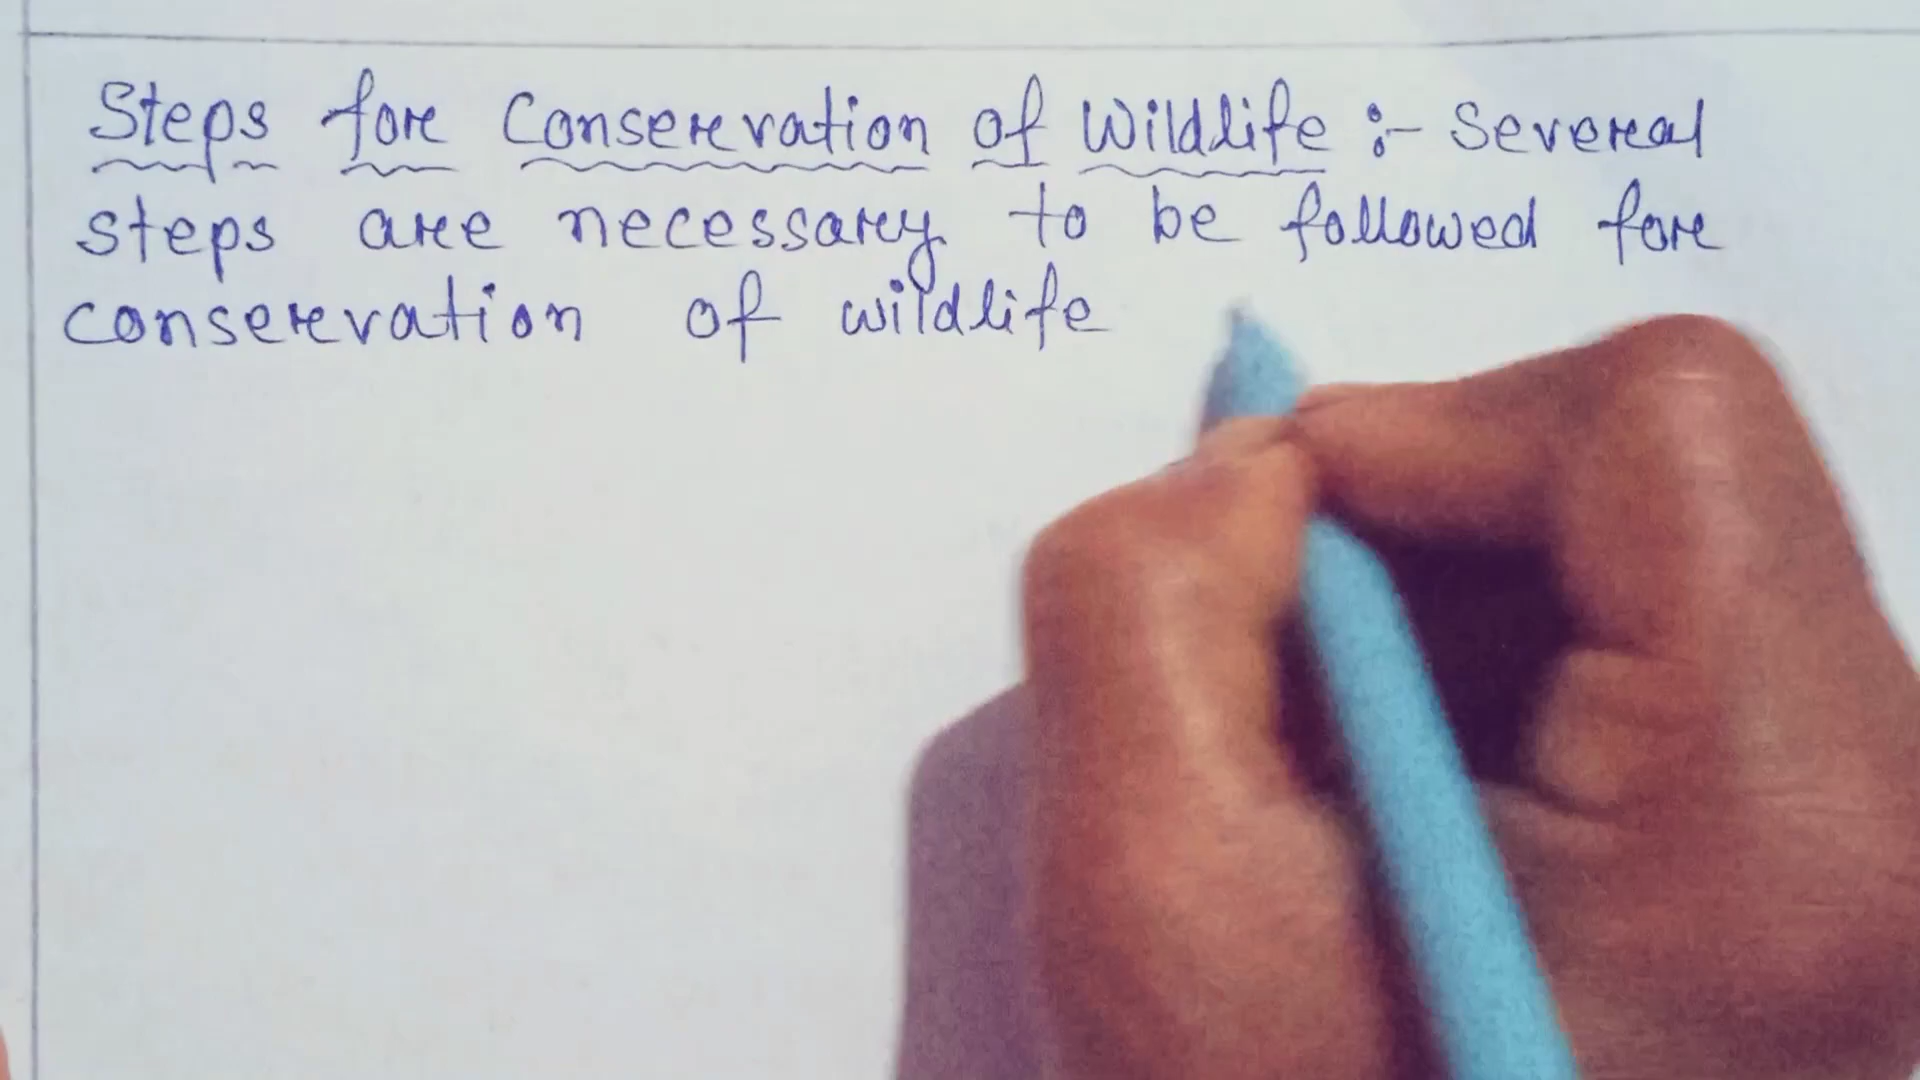 Steps for Conservation of Wildlife :- Several
steps are necessary to be followed for
conservation of wildlife